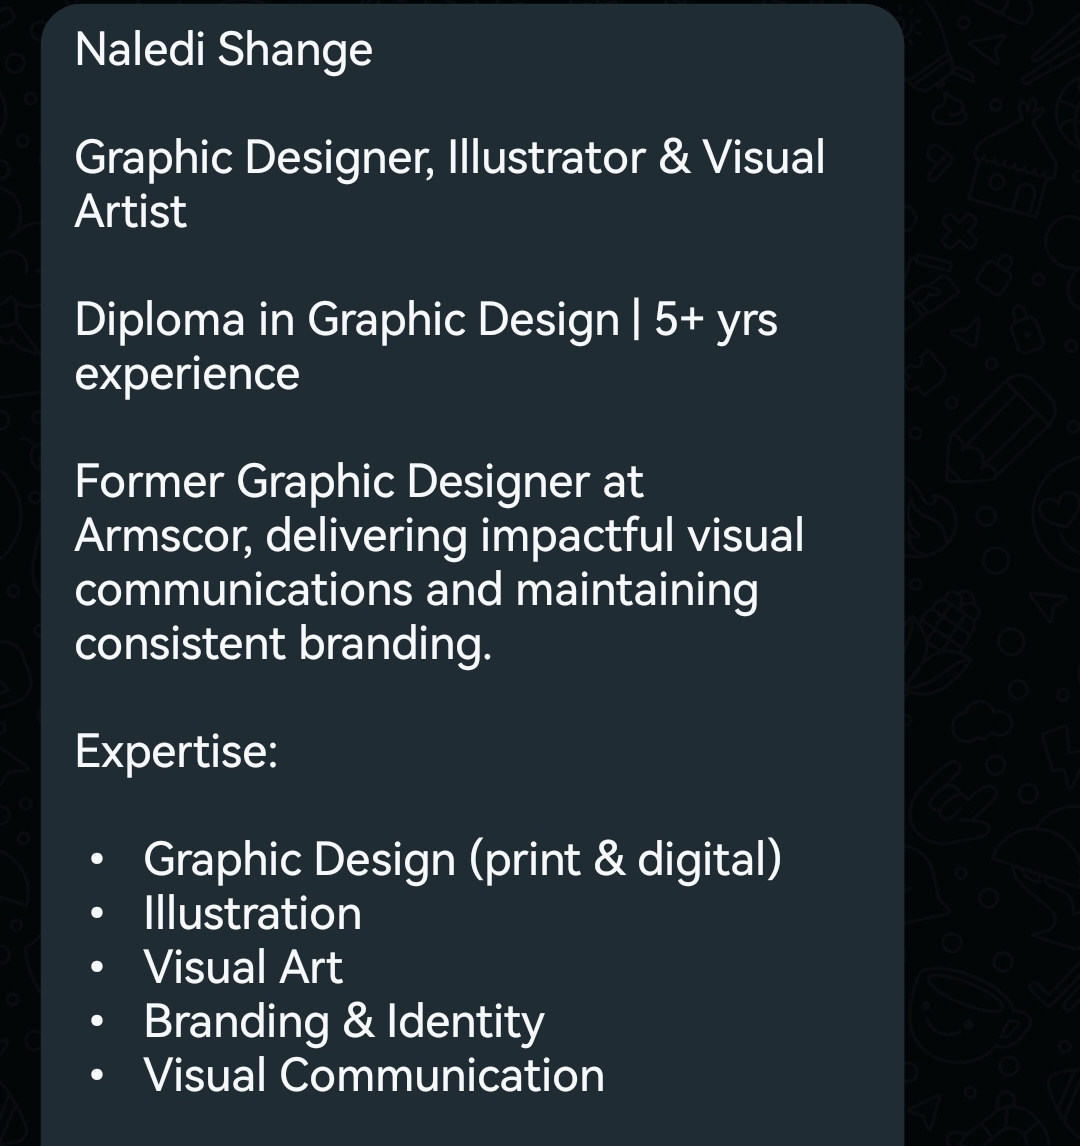 Naledi Shange
Graphic Designer, Illustrator & Visual
Artist
Diploma in Graphic Design | 5+ yrs
experience
Former Graphic Designer at
Armscor, delivering impactful visual
communications and maintaining
consistent branding.
Expertise:
• Graphic Design (print & digital)
• Illustration
• Visual Art
• Branding & Identity
• Visual Communication